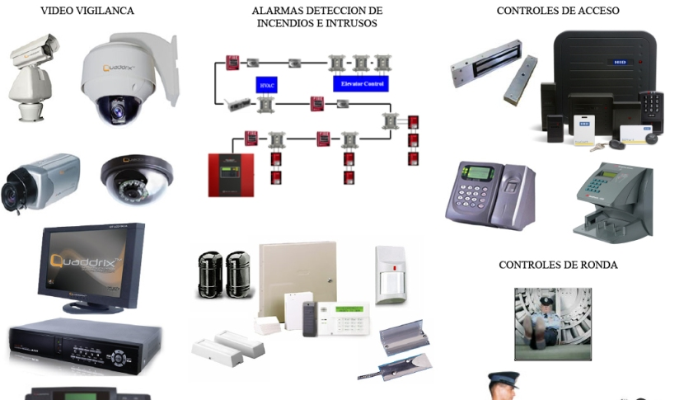 VIDEO VIGILANCA
ALARMAS DETECCION DE
INCENDIOS E INTRUSOS
CONTROLES DE ACCESO
HVAC
Elevator Control
Quaddrix
Quaddrix
CONTROLES DE RONDA